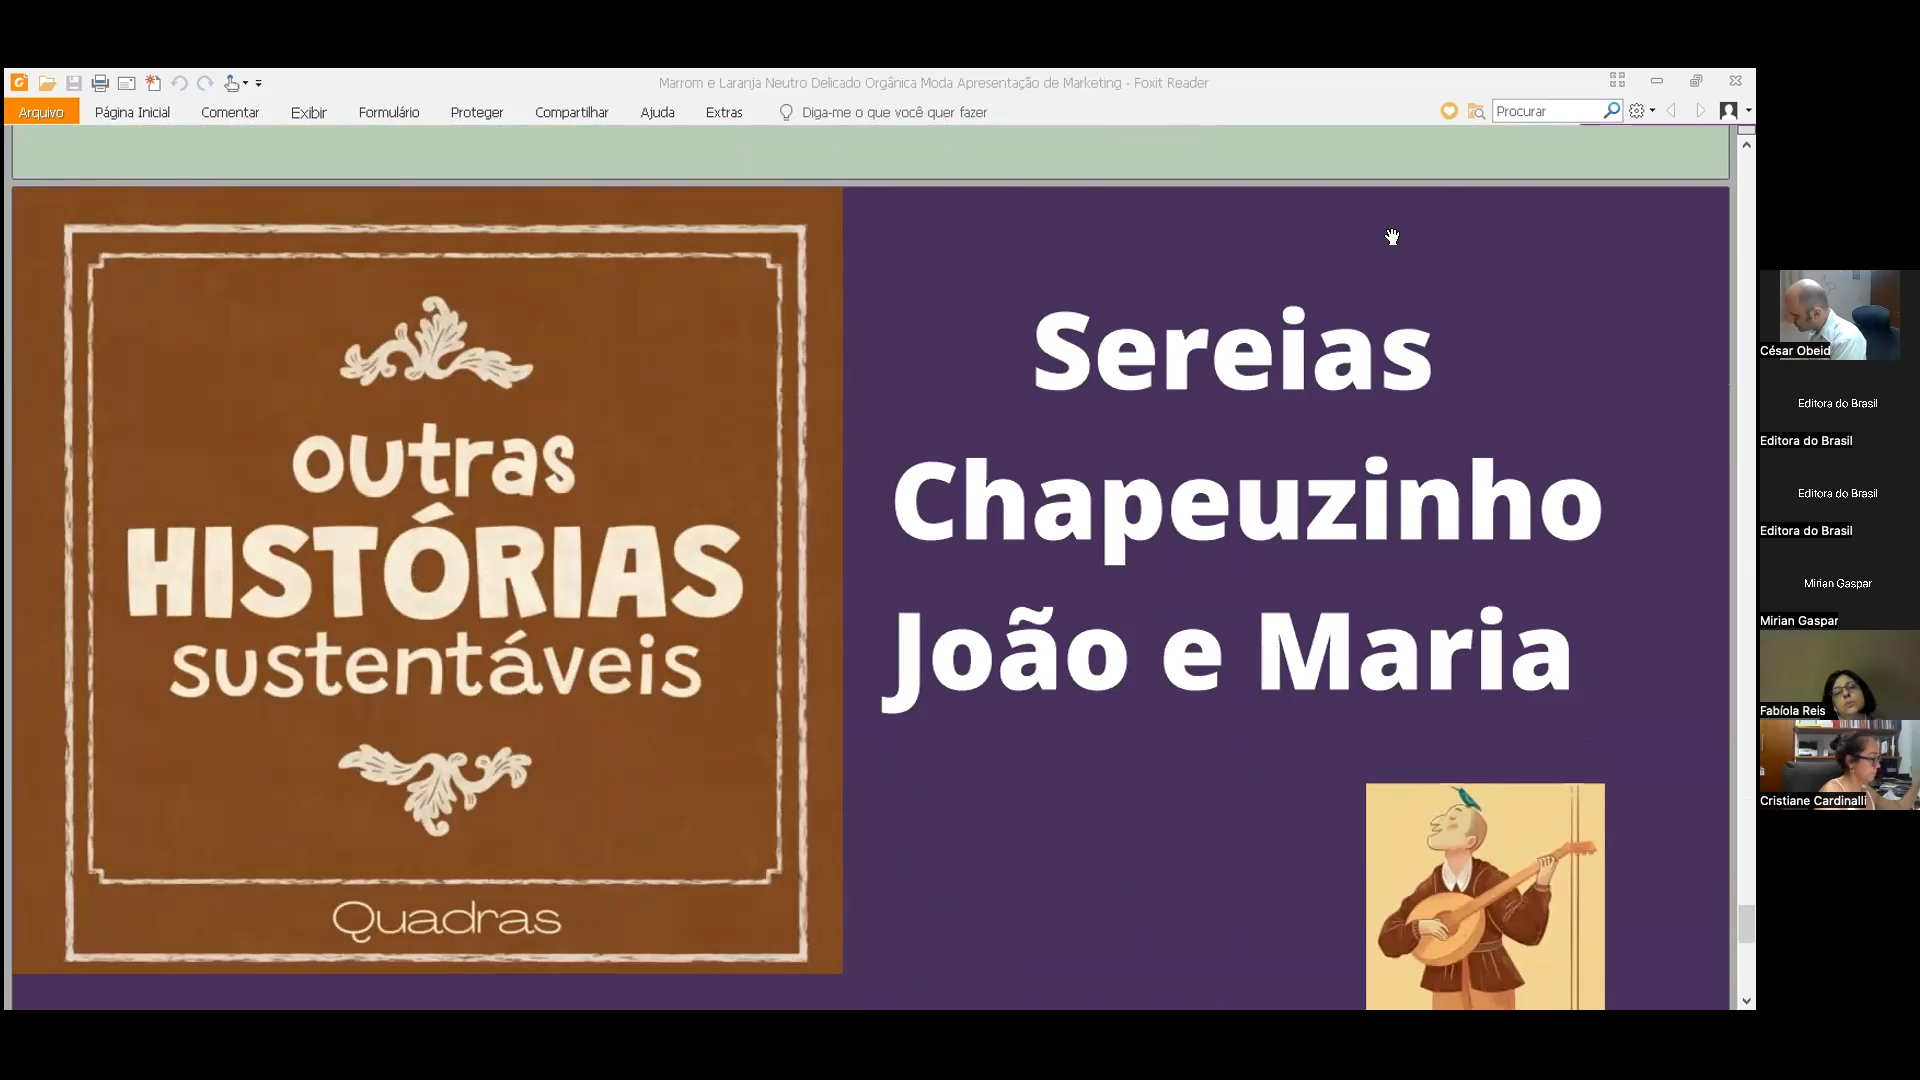 Marrom e Laranja Neutro Delicado Orgânica Moda Apresentação de Marketing - Foxit Reader
Arquivo Página Inicial Comentar Exibir Formulário Proteger Compartilhar Ajuda Extras Diga-me o que você quer fazer Procurar
outras
HISTÓRIAS
sustentáveis
Quadras
Sereias
Chapeuzinho
João e Maria
César Obeid
Editora do Brasil
Editora do Brasil
Editora do Brasil
Editora do Brasil
Mirian Gaspar
Mirian Gaspar
Fabíola Reis
Cristiane Cardinalli